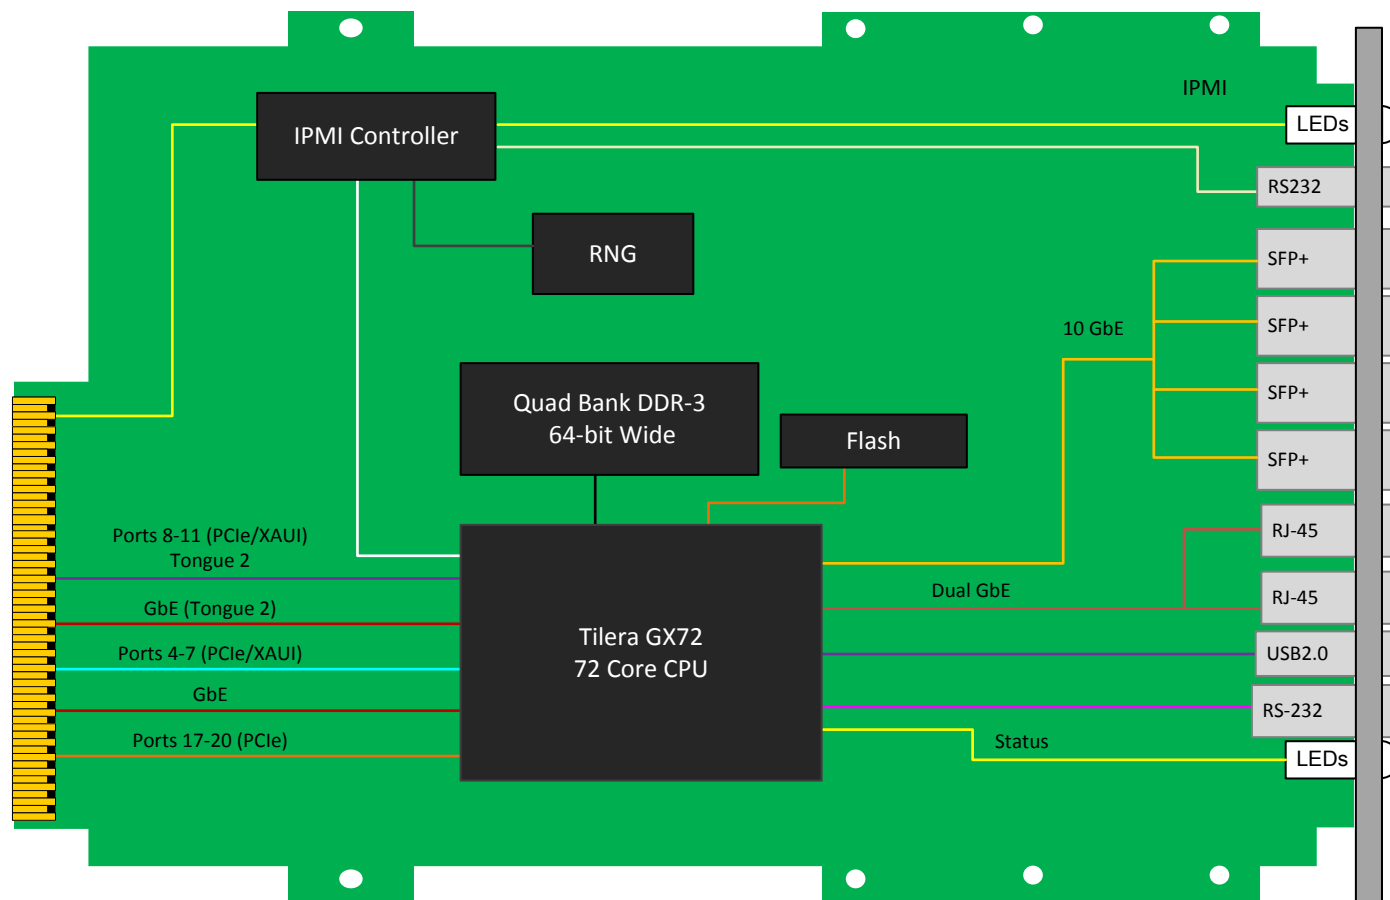 IPMI
LEDs
IPMI Controller
RS232
RNG
SFP+
SFP+
10 GbE
SFP+
SFP+
Quad Bank DDR-3
64-bit Wide
Flash
Ports 8-11 (PCIe/XAUI)
Tongue 2
GbE (Tongue 2)
Ports 4-7 (PCIe/XAUI)
GbE
Ports 17-20 (PCIe)
Tilera GX72
72 Core CPU
RJ-45
Dual GbE
RJ-45
USB2.0
RS-232
Status
LEDs